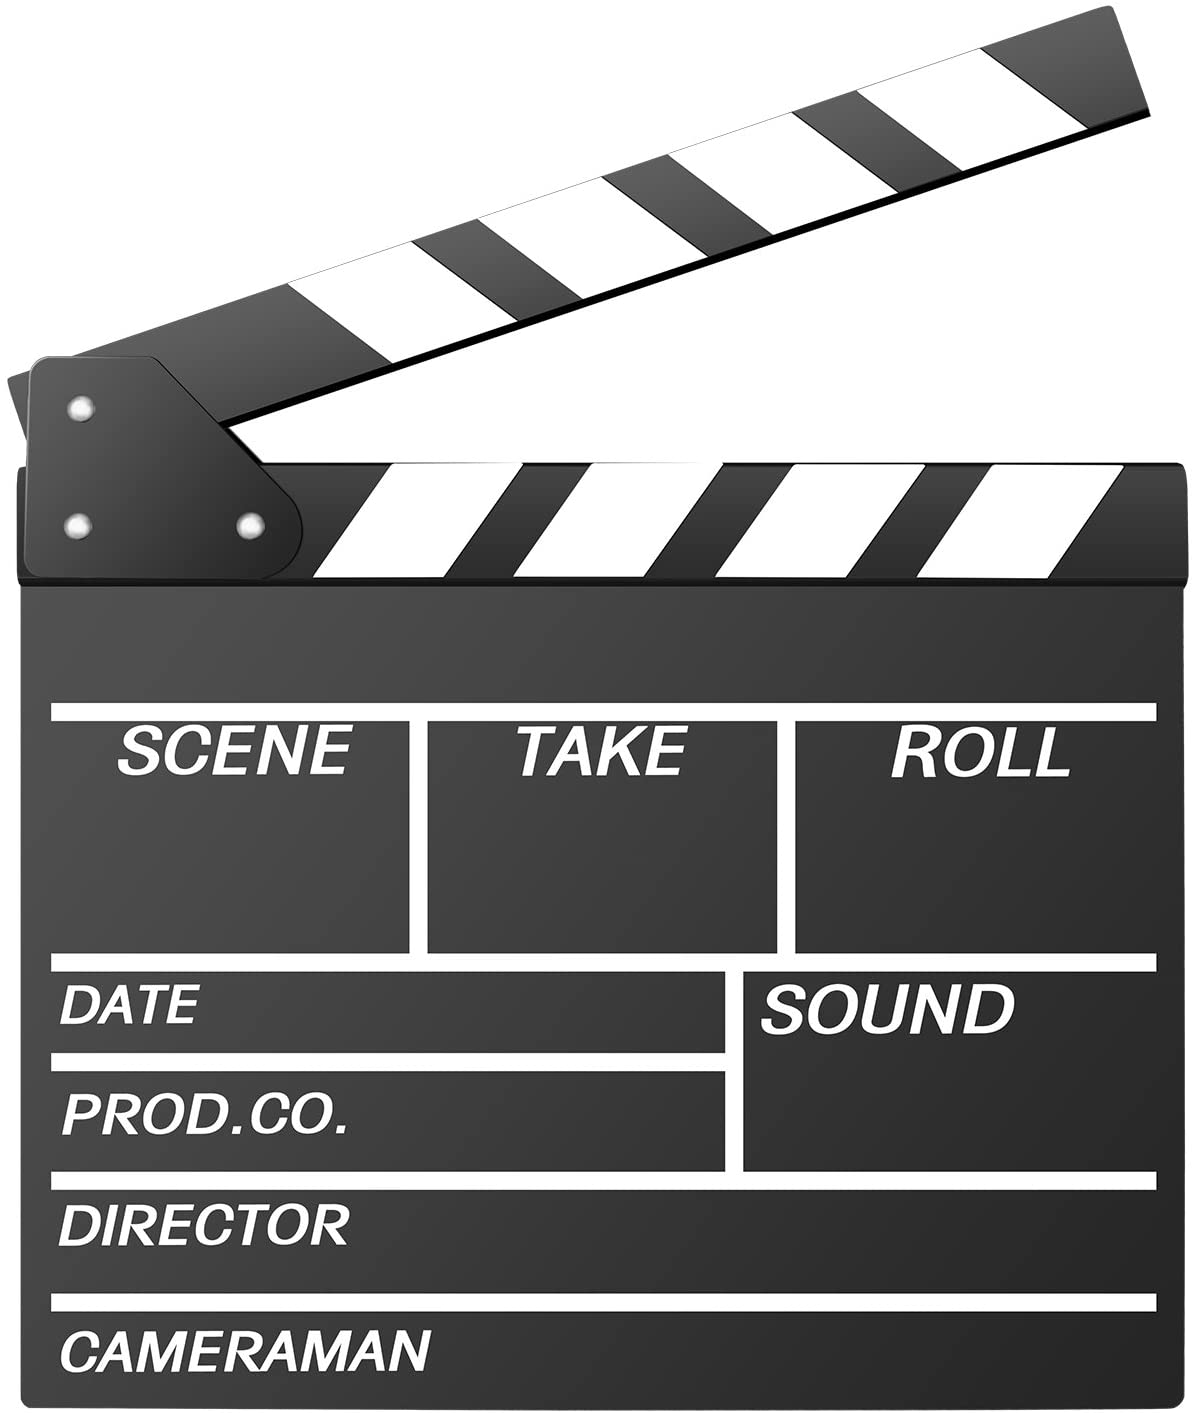 SCENE
TAKE
ROLL
DATE
SOUND
PROD.CO.
DIRECTOR
CAMERAMAN